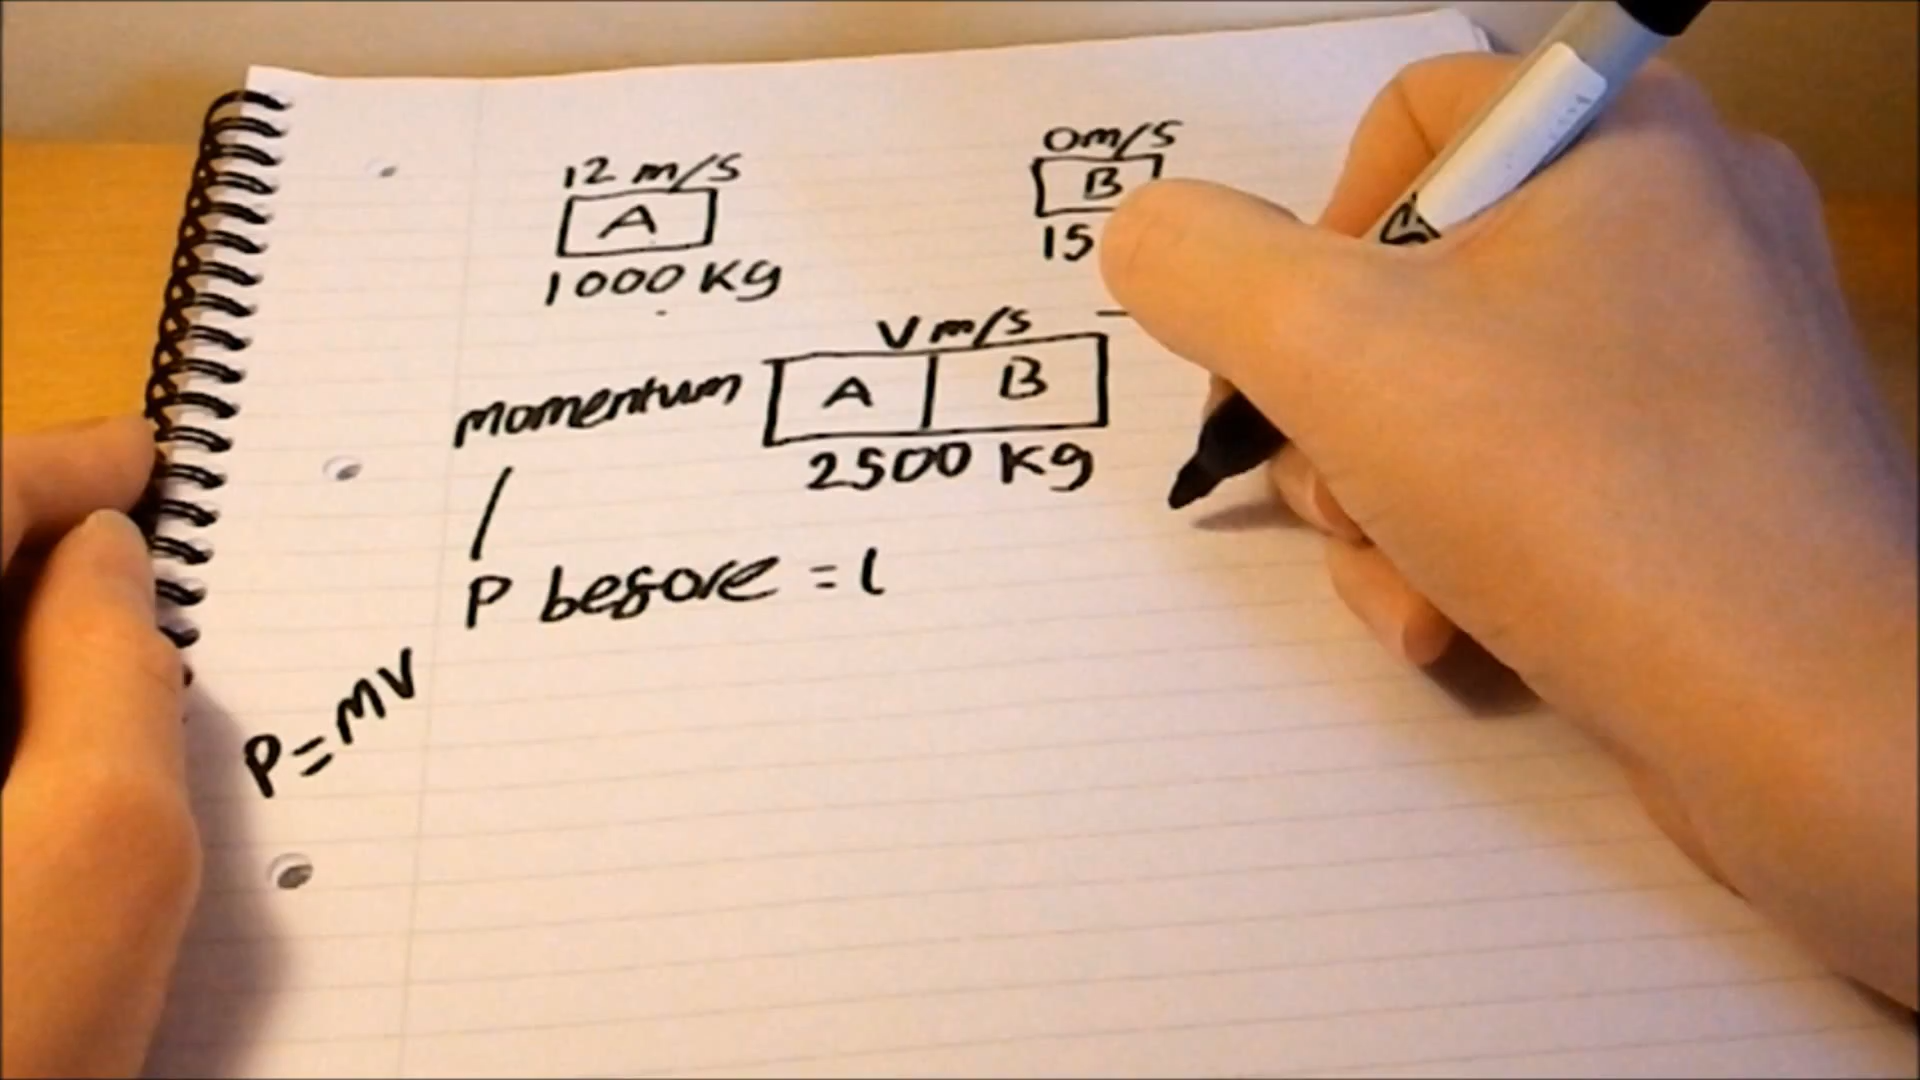 12 m/s
A
1000 Kg
0m/s
B
15
V m/s
A B
2500 Kg
momentum
P before = (
P=mv